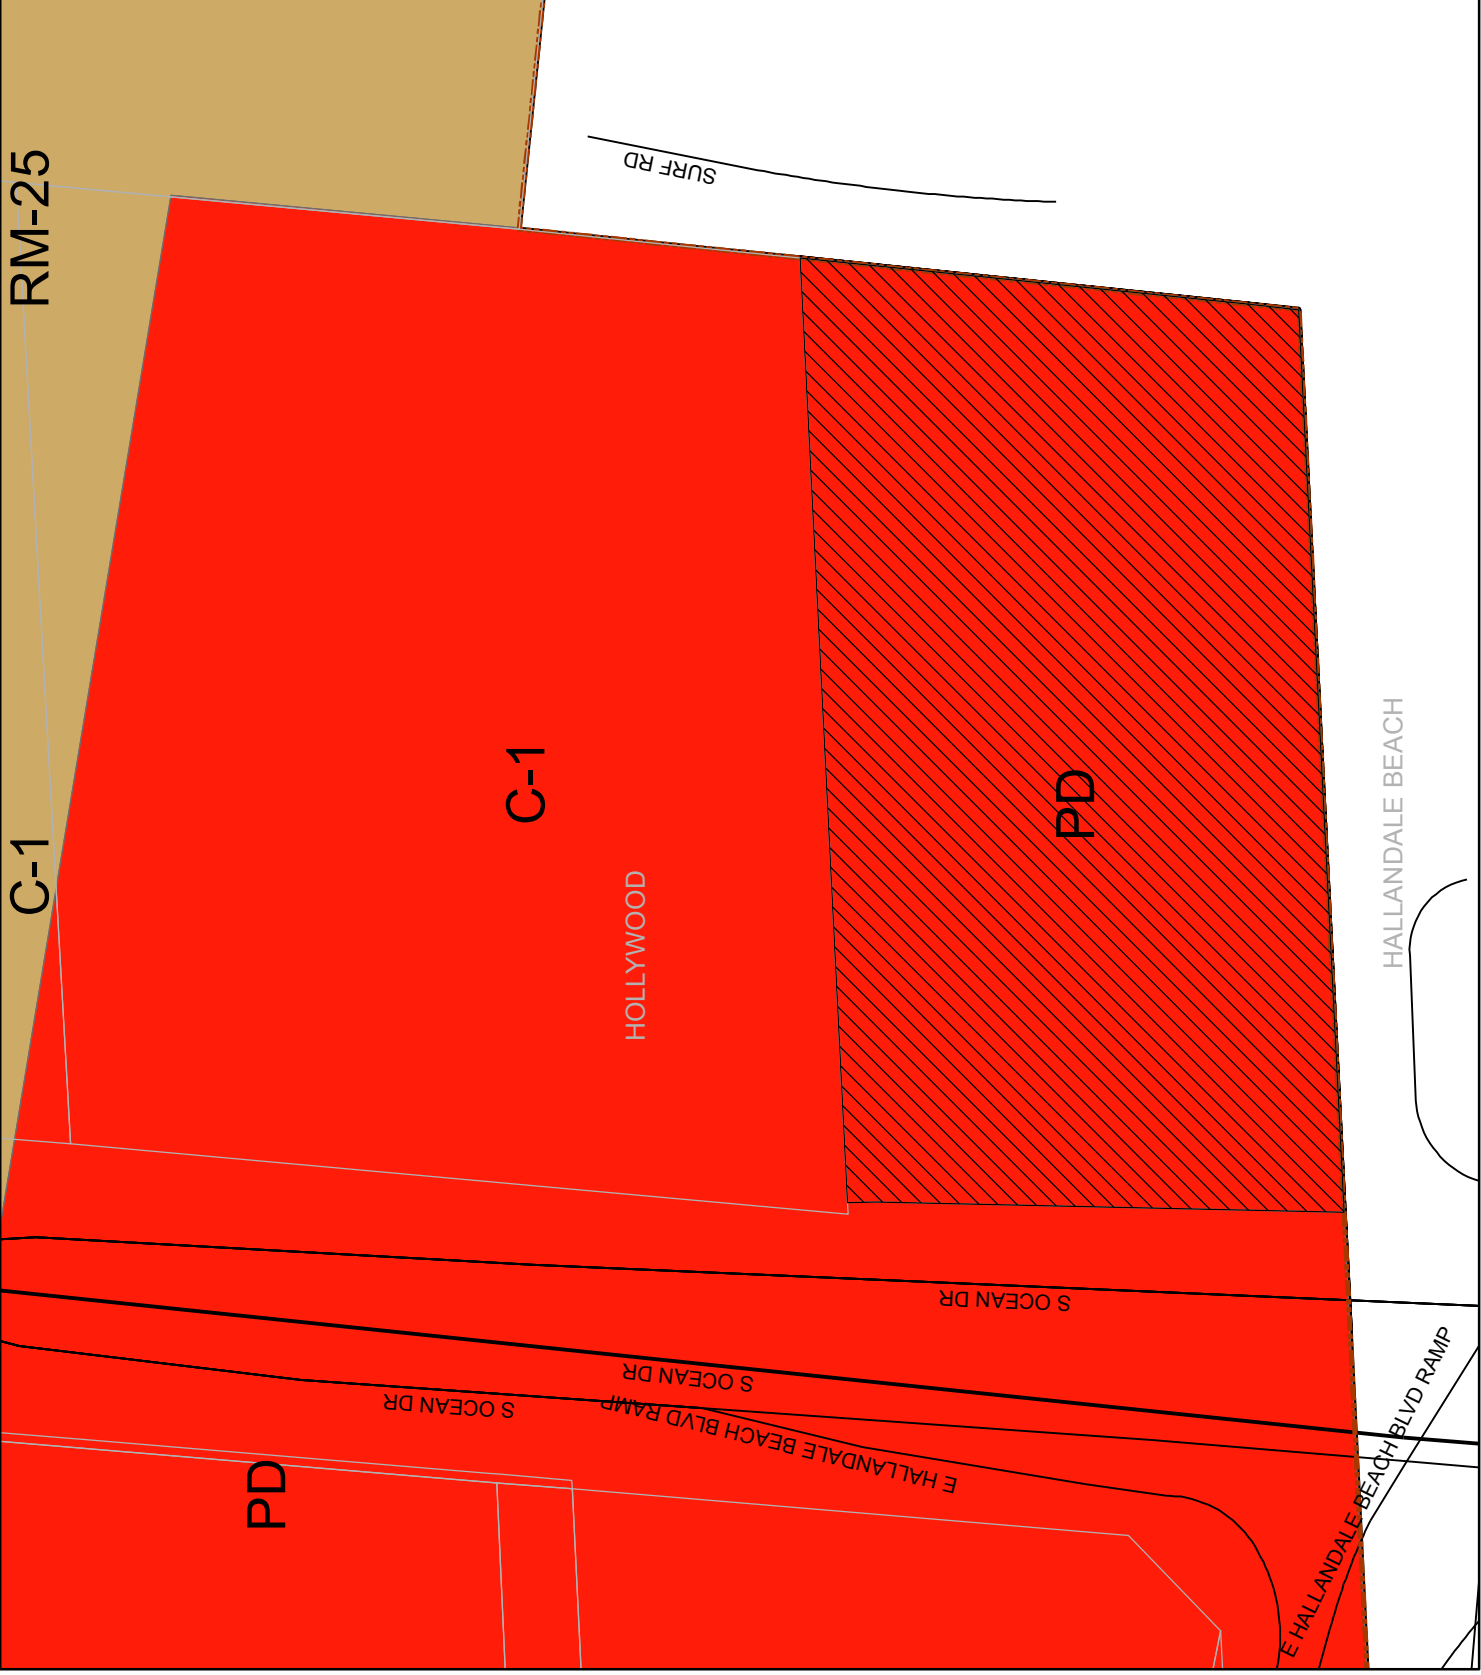 RM-25
SURF RD
C-1
C-1
PD
HALLANDALE BEACH
HOLLYWOOD
S OCEAN DR
S OCEAN DR
S OCEAN DR
E HALLANDALE BEACH BLVD RAMP
E HALLANDALE BEACH BLVD RAMP
PD